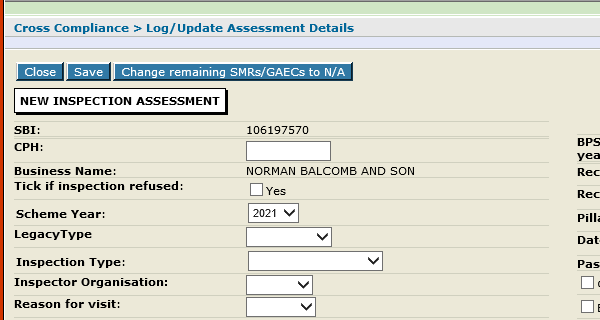 Cross Compliance > Log/Update Assessment Details
Close Save Change remaining SMRs/GAECs to N/A
NEW INSPECTION ASSESSMENT
SBI: 106197570
CPH:
BPS
yea
Business Name: NORMAN BALCOMB AND SON
Rec
Tick if inspection refused: Yes
Rec
Scheme Year: 2021
Pilla
LegacyType
Dat
Inspection Type:
Pas
Inspector Organisation:
Reason for visit: